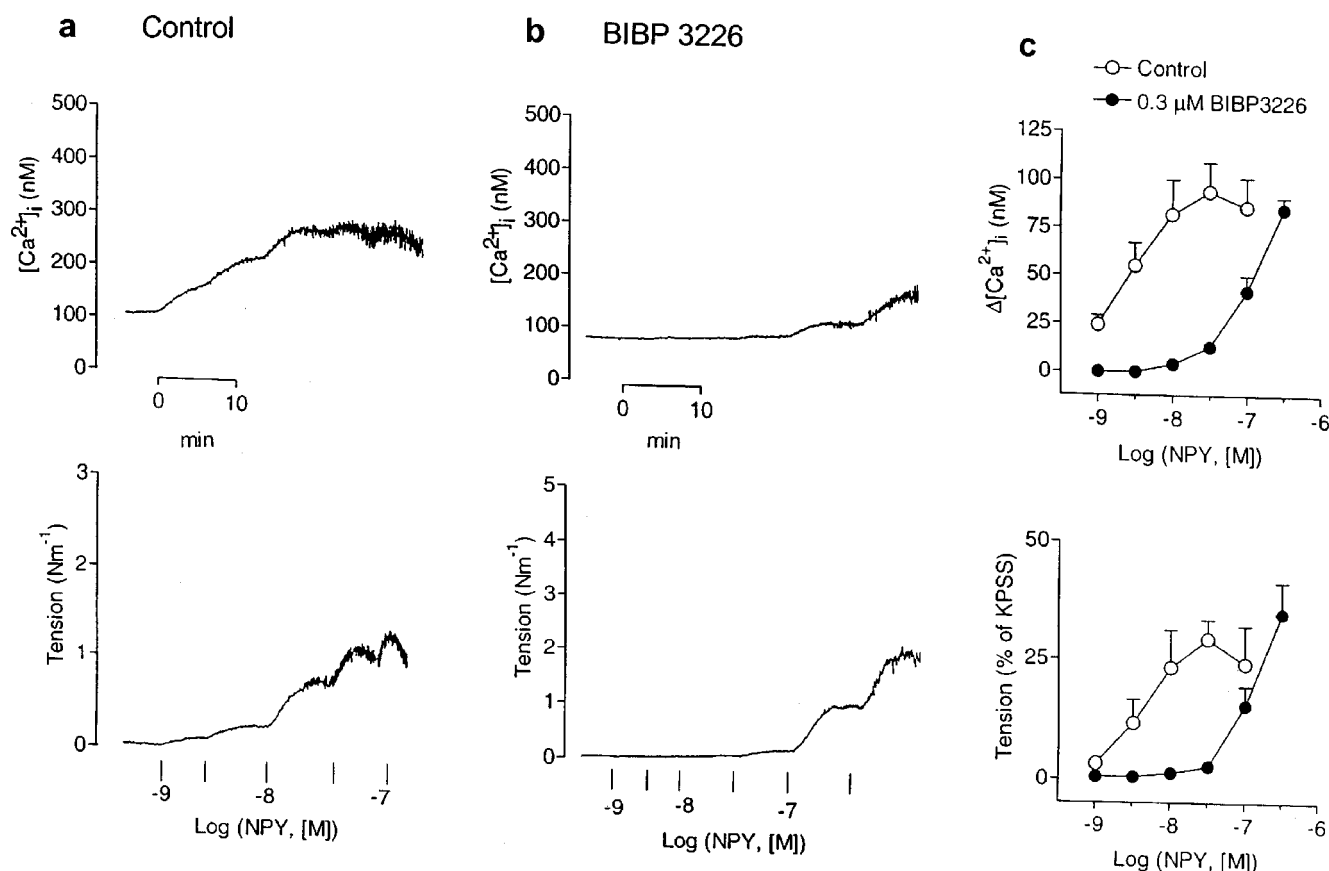 a Control
500
400
300
200
100
0
[Ca2+]i (nM)
0 10
min
3
2
1
0
Tension (Nm-1)
-9 -8 -7
Log (NPY, [M])
b BIBP 3226
500
400
300
200
100
0
[Ca2+]i (nM)
0 10
min
5
4
3
2
1
0
Tension (Nm-1)
-9 -8 -7
Log (NPY, [M])
c
Control
0.3 µM BIBP3226
125
100
75
50
25
0
Δ[Ca2+]i (nM)
-9 -8 -7 -6
Log (NPY, [M])
50
25
0
Tension (% of KPSS)
-9 -8 -7 -6
Log (NPY, [M])